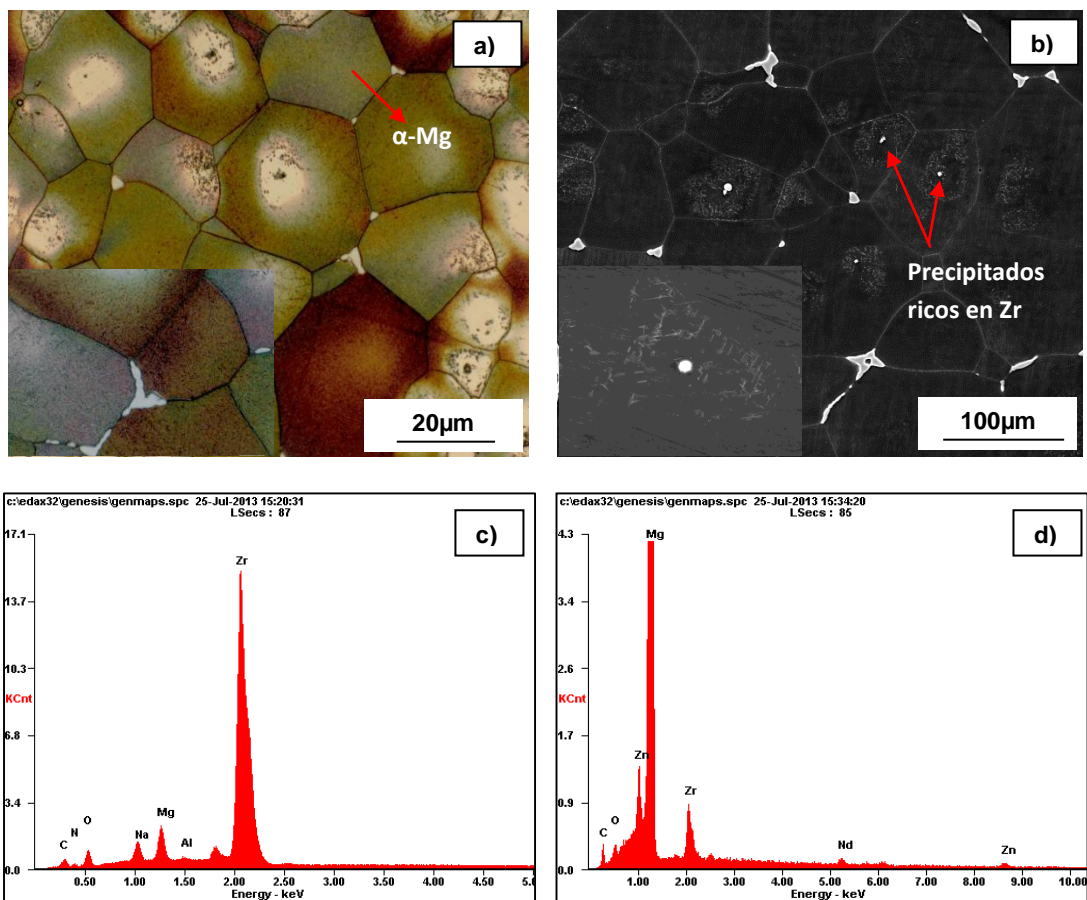 a)
α-Mg
20µm
b)
Precipitados
ricos en Zr
100µm
c:\edax32\genesis\genmaps.spc 25-Jul-2013 15:20:31
LSecs : 87
c)
17.1
13.7
10.3
KCnt
6.8
3.4
0.0
C
N
O
Na
Mg
Al
Zr
0.50 1.00 1.50 2.00 2.50 3.00 3.50 4.00 4.50 5.0
Energy - keV
c:\edax32\genesis\genmaps.spc 25-Jul-2013 15:34:20
LSecs : 85
d)
4.3
3.4
2.6
KCnt
1.7
0.9
0.0
C
O
Zn
Mg
Zr
Nd
Zn
1.00 2.00 3.00 4.00 5.00 6.00 7.00 8.00 9.00 10.00
Energy - keV